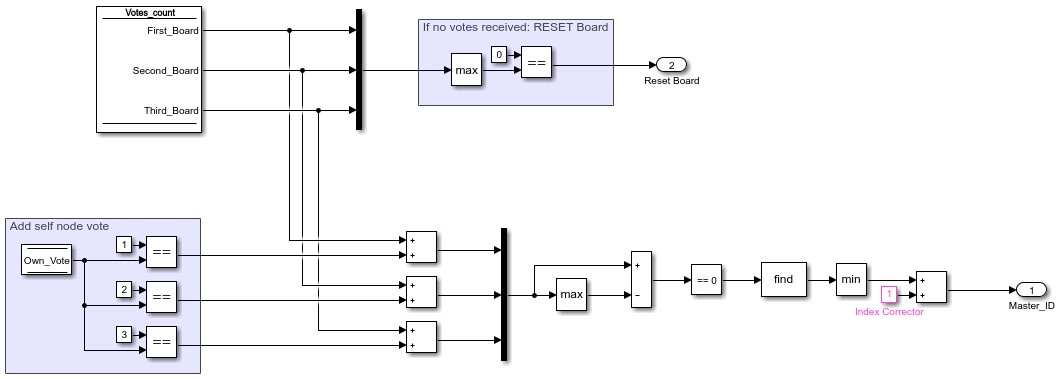 Votes_count
First_Board
Second_Board
Third_Board
If no votes received: RESET Board
max
0
==
2
Reset Board
Add self node vote
Own_Vote
1
==
2
==
3
==
+
+
+
+
+
+
max
+
−
== 0
find
min
1
Index Corrector
+
+
1
Master_ID